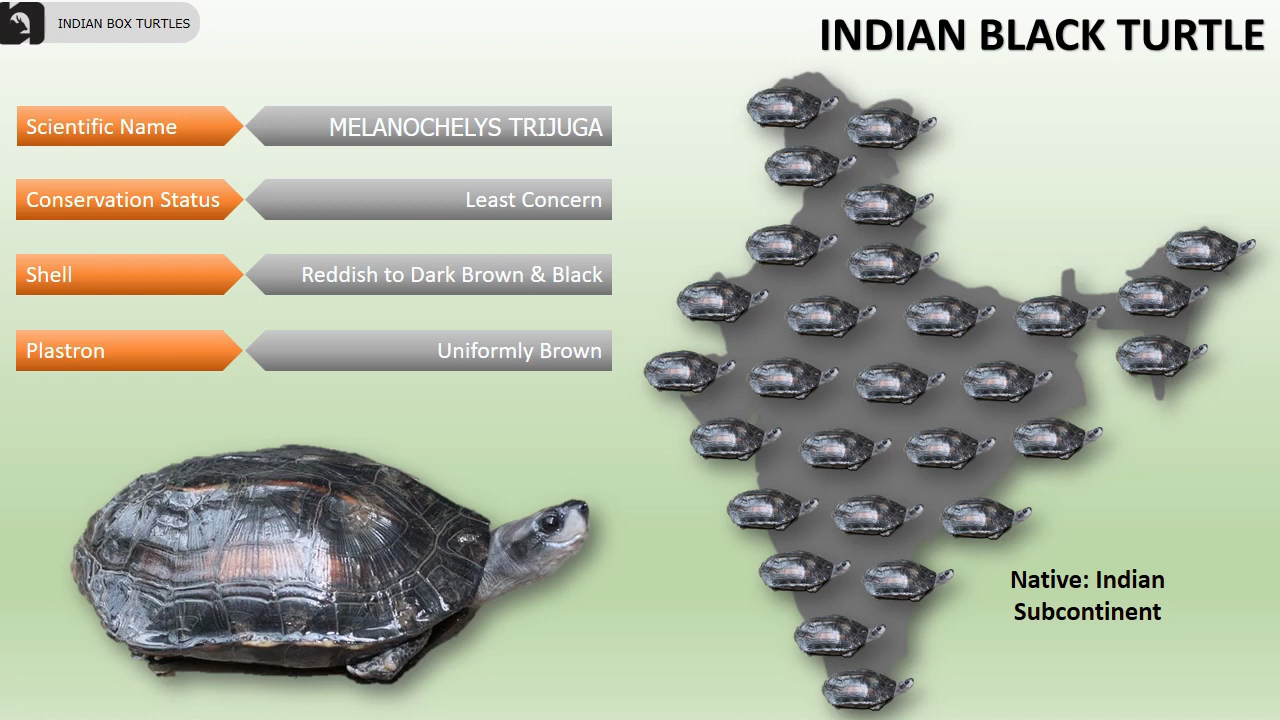 INDIAN BOX TURTLES
INDIAN BLACK TURTLE
Scientific Name
MELANOCHELYS TRIJUGA
Conservation Status
Least Concern
Shell
Reddish to Dark Brown & Black
Plastron
Uniformly Brown
Native: Indian
Subcontinent